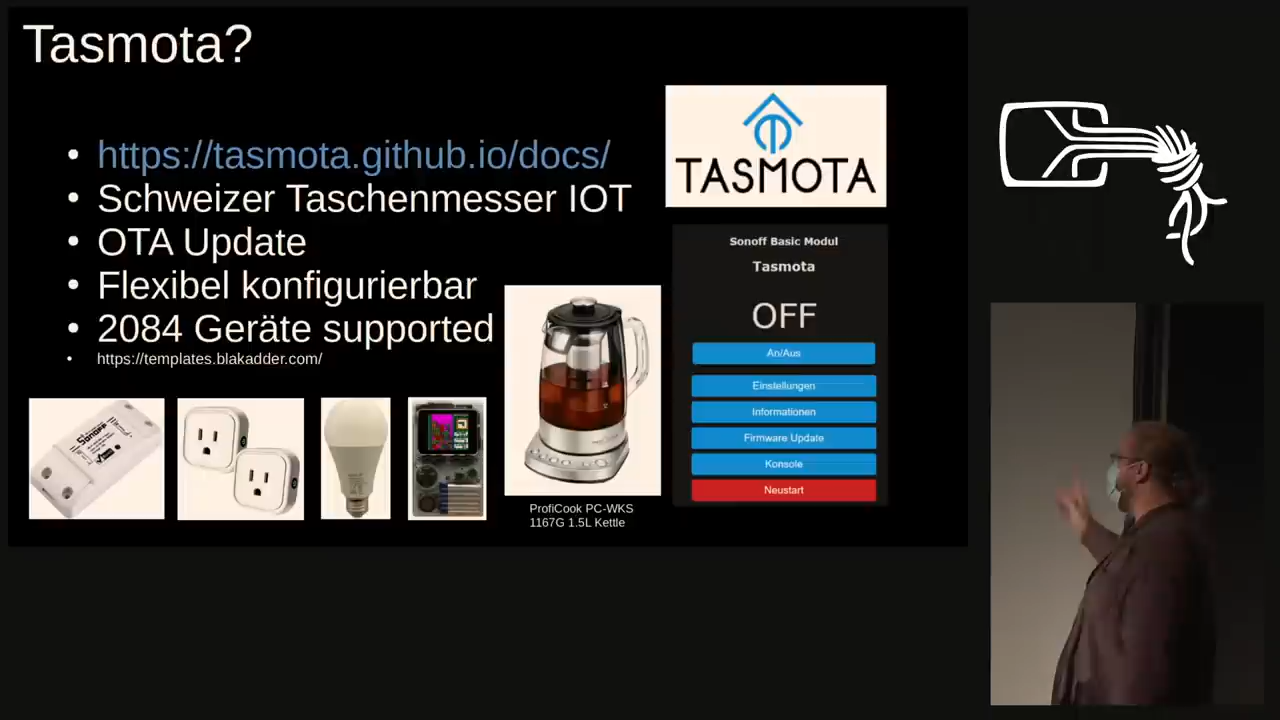 Tasmota?
https://tasmota.github.io/docs/
Schweizer Taschenmesser IOT
OTA Update
Flexibel konfigurierbar
2084 Geräte supported
https://templates.blakadder.com/
TASMOTA
Sonoff Basic Modul
Tasmota
OFF
An/Aus
Einstellungen
Informationen
Firmware Update
Konsole
Neustart
SONOFF
ProfiCook PC-WKS
1167G 1.5L Kettle